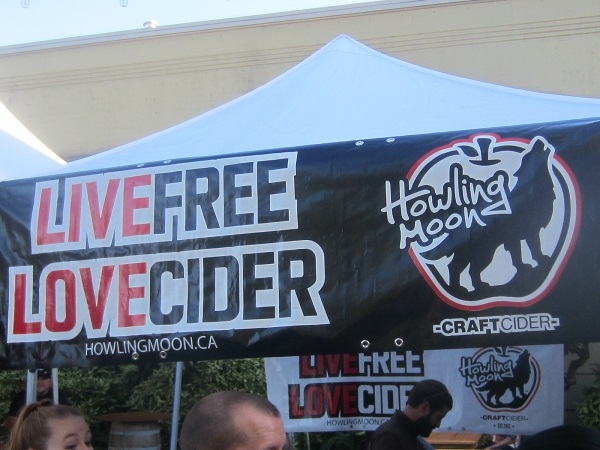 LIVEFREE
LOVECIDER
HOWLINGMOON.CA
Howling
Moon
-CRAFTCIDER-
LIVEFREE
LOVECIDER
HOWLINGMOON.CA
Howling
Moon
-CRAFTCIDER-